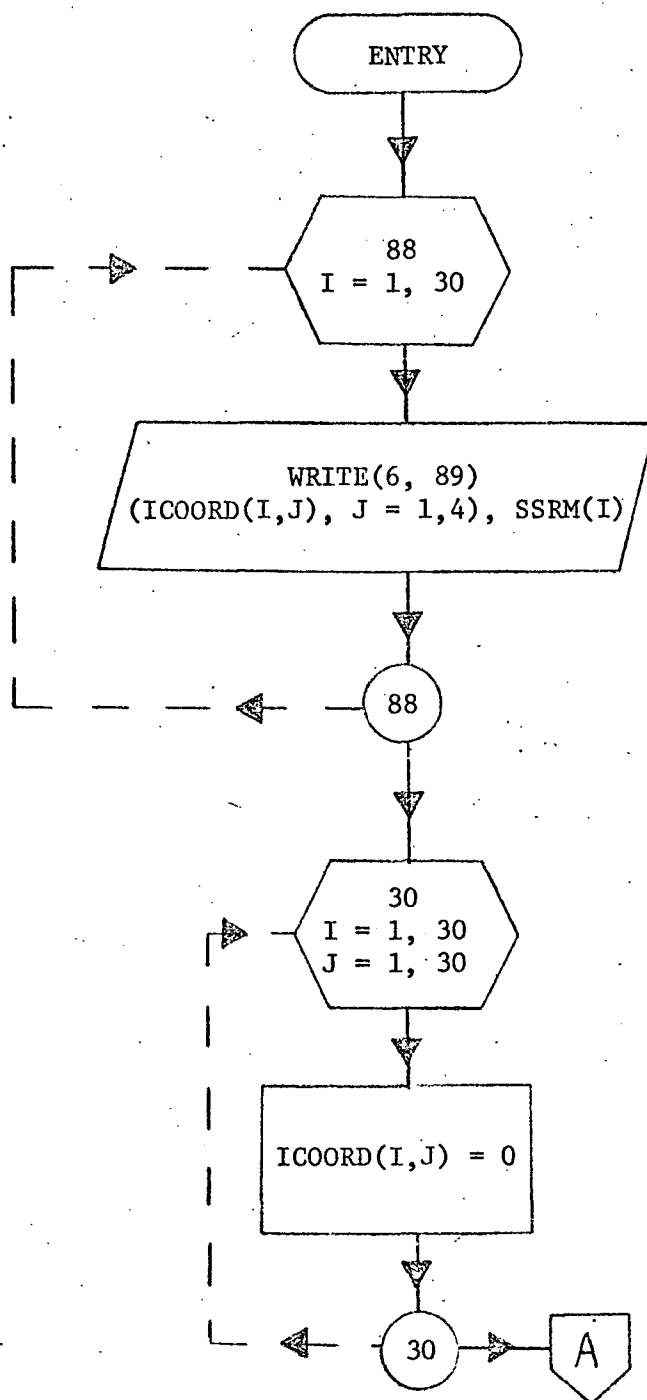 ENTRY
88
I = 1, 30
WRITE(6, 89)
(ICOORD(I,J), J = 1,4), SSRM(I)
88
30
I = 1, 30
J = 1, 30
ICOORD(I,J) = 0
30
A